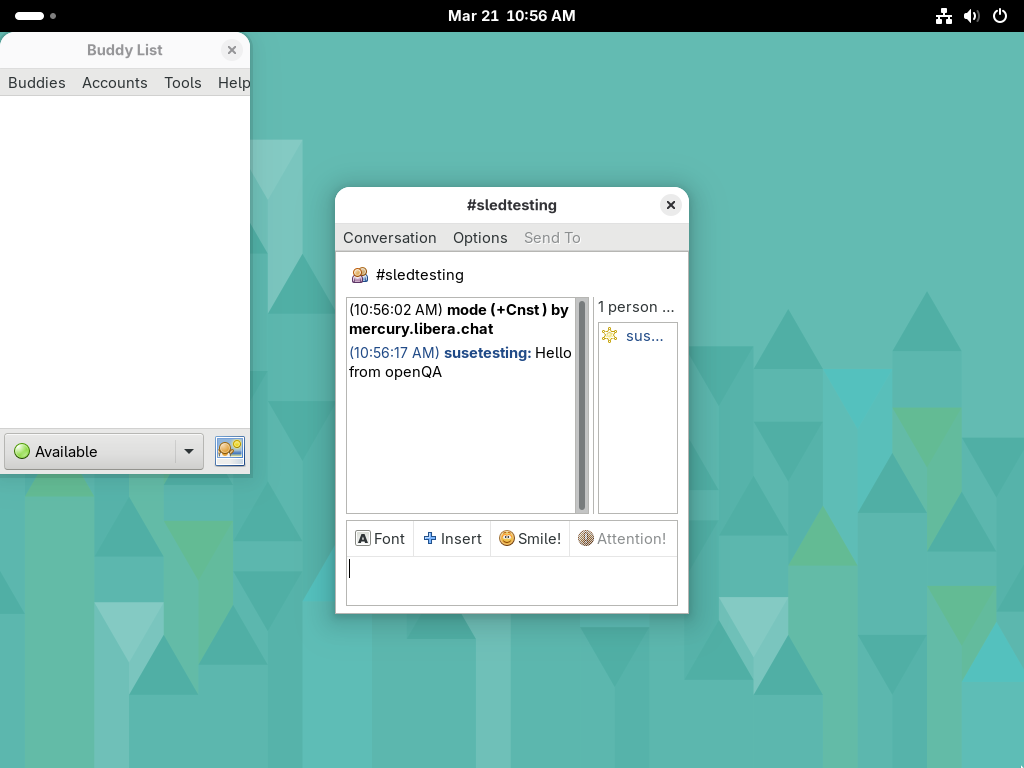 Mar 21 10:56 AM
Buddy List
Buddies Accounts Tools Help
Available
#sledtesting
Conversation Options Send To
#sledtesting
(10:56:02 AM) mode (+Cnst ) by
mercury.libera.chat
(10:56:17 AM) susetesting: Hello
from openQA
1 person ...
sus...
A Font Insert Smile! Attention!